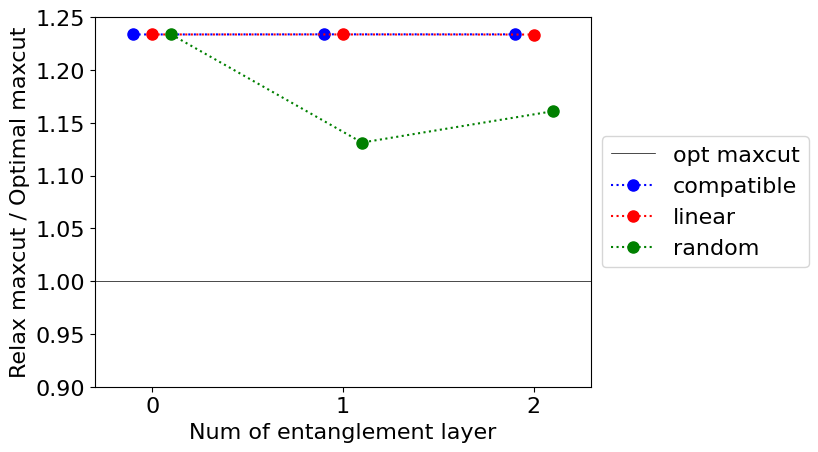 Relax maxcut / Optimal maxcut
1.25
1.20
1.15
1.10
1.05
1.00
0.95
0.90
0 1 2
Num of entanglement layer
opt maxcut
compatible
linear
random